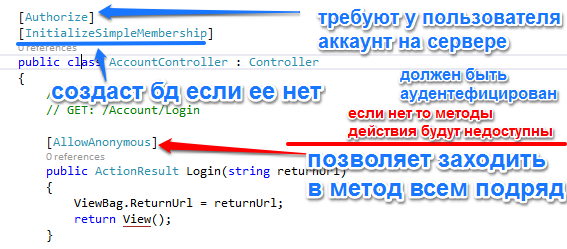 [Authorize]
требуют у пользователя
аккаунт на сервере
[InitializeSimpleMembership]
0 references
public class AccountController : Controller
{
должен быть
аудентефицирован
создаст бд если ее нет
// GET: /Account/Login
если нет то методы
действия будут недоступны
[AllowAnonymous]
0 references
позволяет заходить
в метод всем подряд
public ActionResult Login(string returnUrl)
{
ViewBag.ReturnUrl = returnUrl;
return View();
}